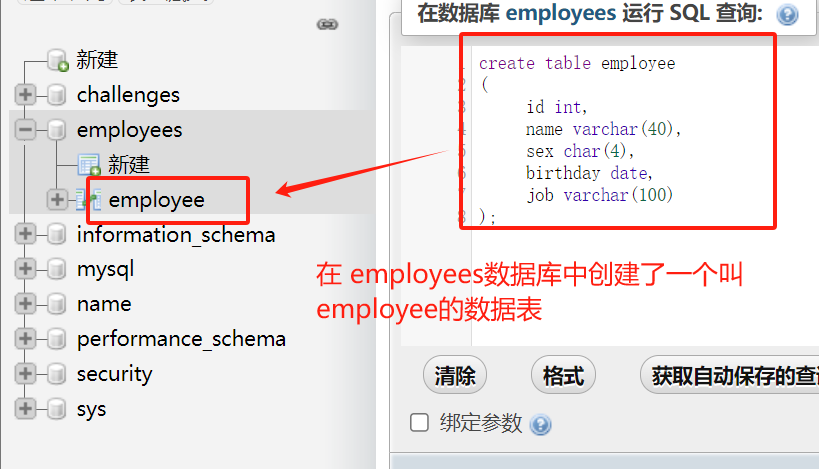 新建
challenges
employees
新建
employee
information_schema
mysql
name
performance_schema
security
sys
在数据库 employees 运行 SQL 查询:
1 create table employee
2 (
3 id int,
4 name varchar(40),
5 sex char(4),
6 birthday date,
7 job varchar(100)
8 );
在 employees数据库中创建了一个叫
employee的数据表
清除
格式
获取自动保存的查
绑定参数